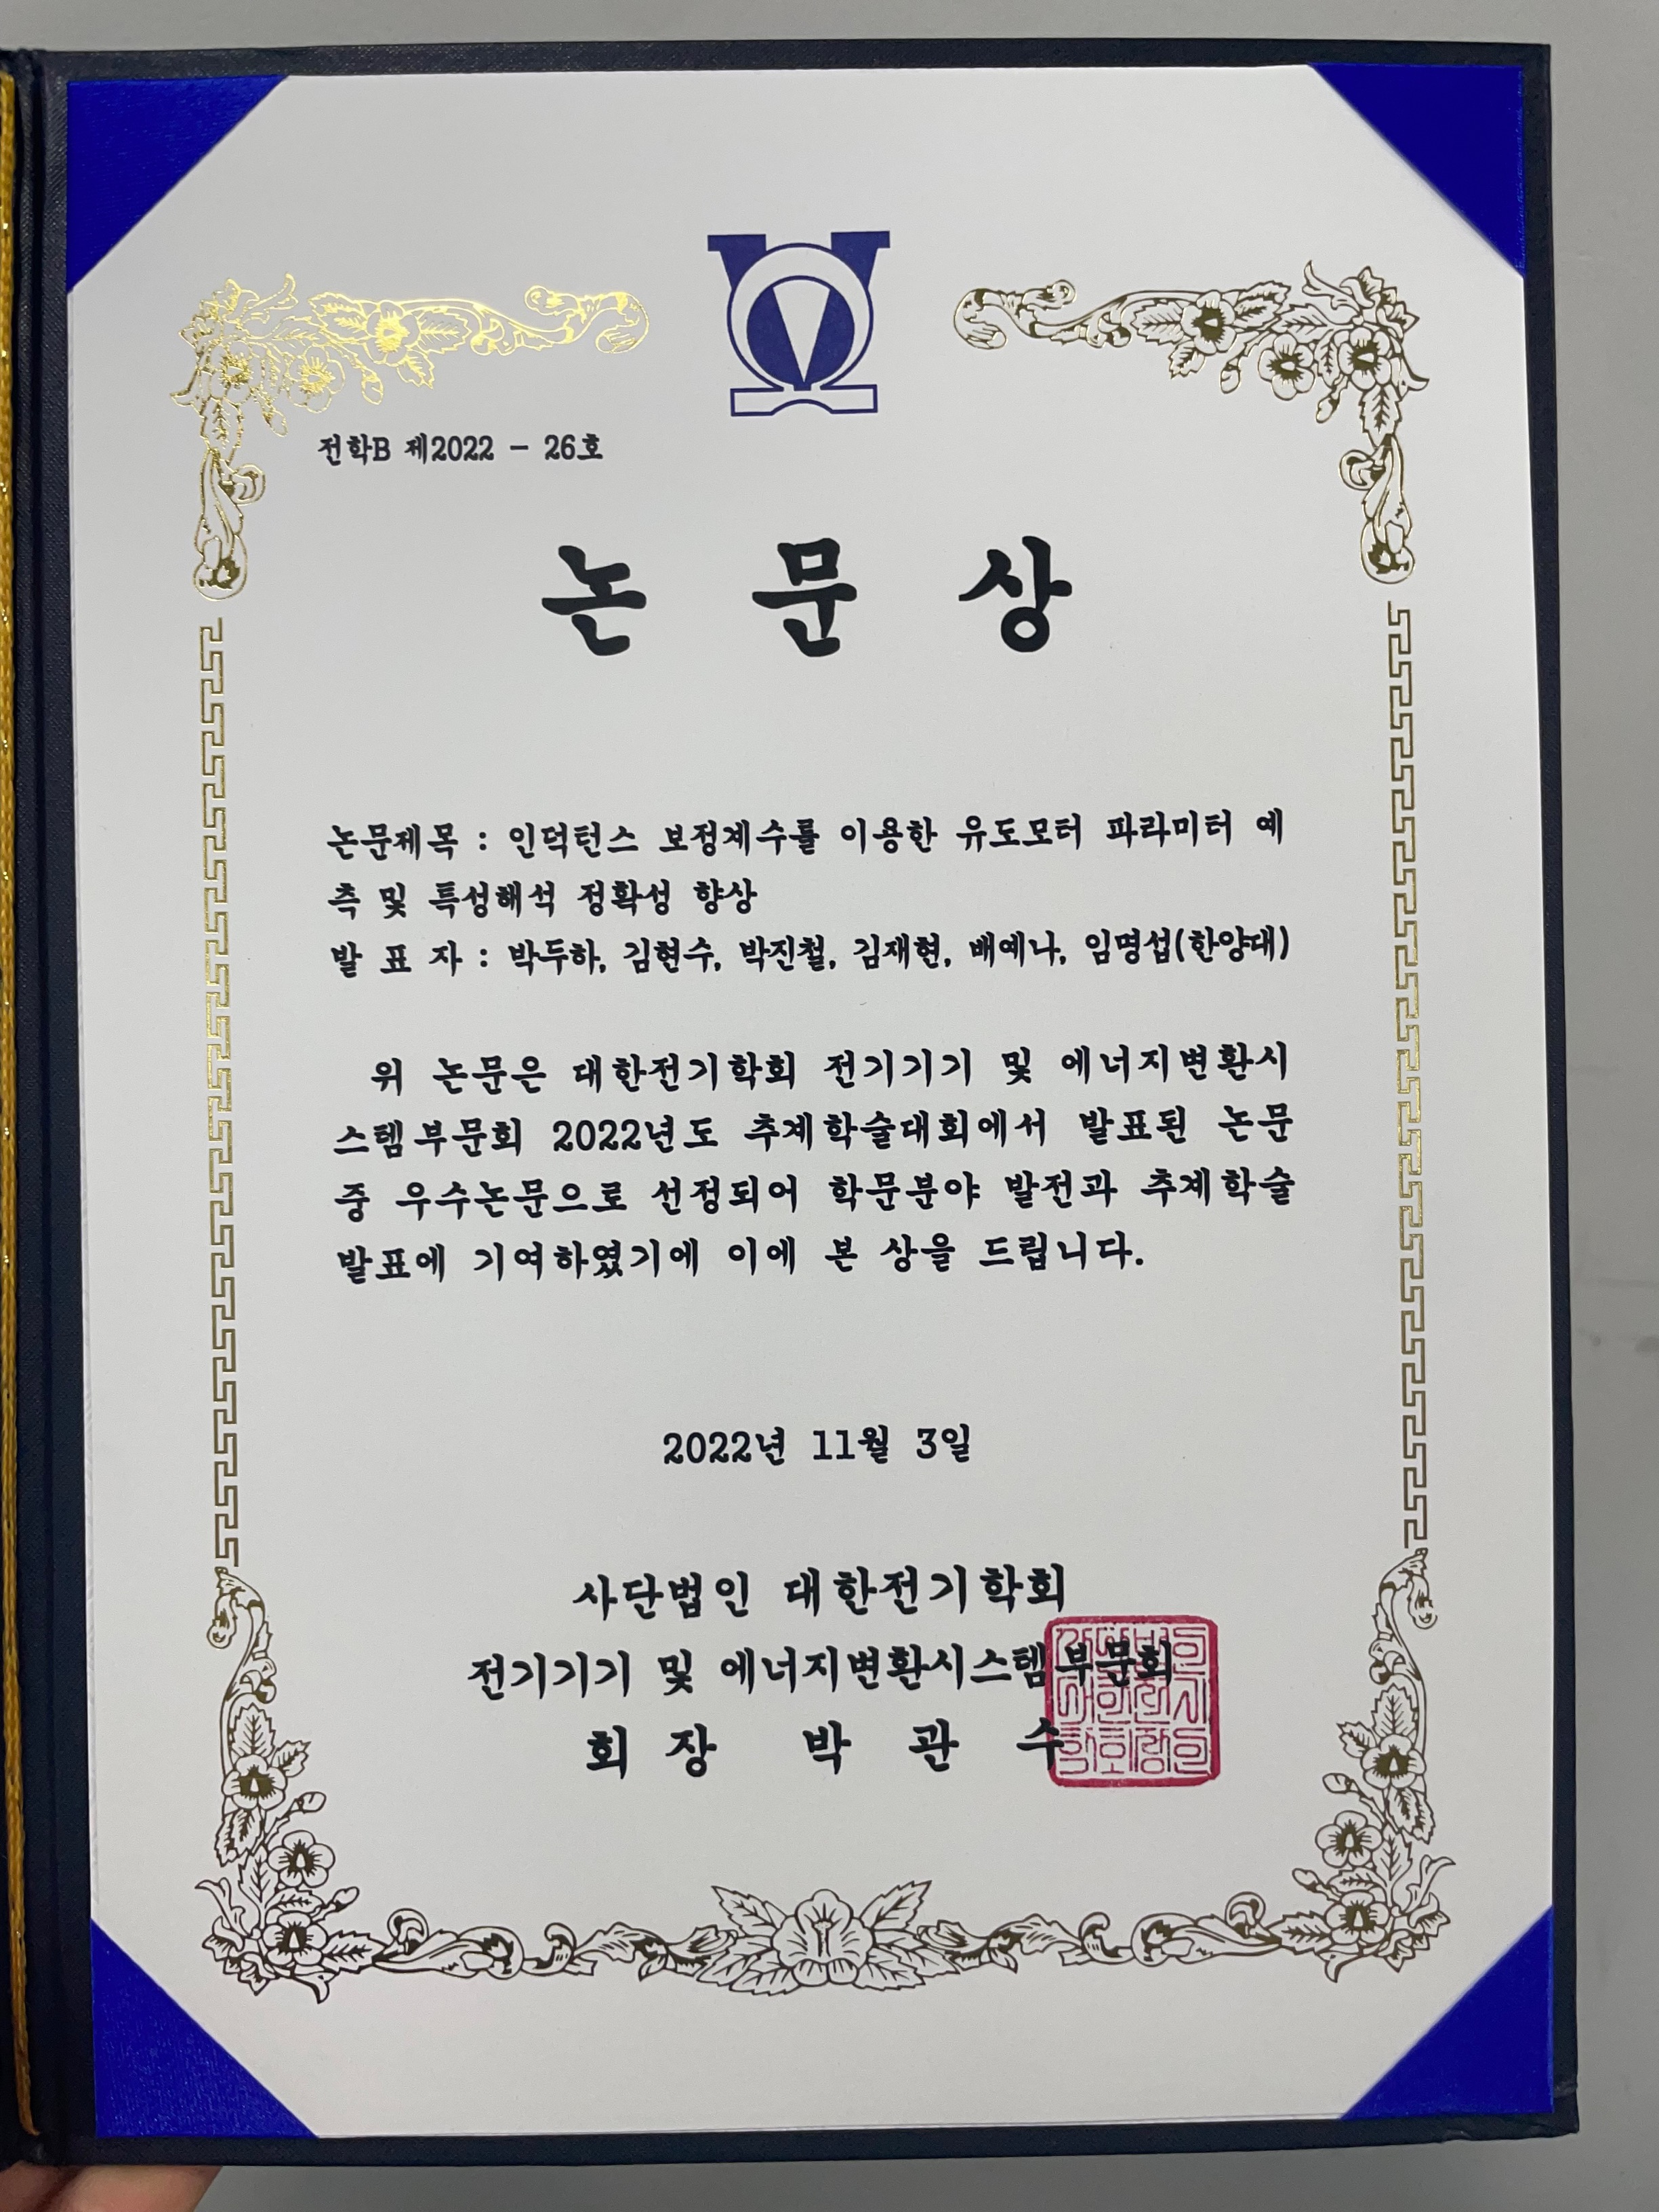 전학B 제2022 - 26호
논 문 상
논문제목 : 인덕턴스 보정계수를 이용한 유도모터 파라미터 예
측 및 특성해석 정확성 향상
발 표 자 : 박두하, 김현수, 박진철, 김재현, 배예나, 임명섭(한양대)
위 논문은 대한전기학회 전기기기 및 에너지변환시
스템부문회 2022년도 추계학술대회에서 발표된 논문
중 우수논문으로 선정되어 학문분야 발전과 추계학술
발표에 기여하였기에 이에 본 상을 드립니다.
2022년 11월 3일
사단법인 대한전기학회
전기기기 및 에너지변환시스템부문회
회 장 박 관 수